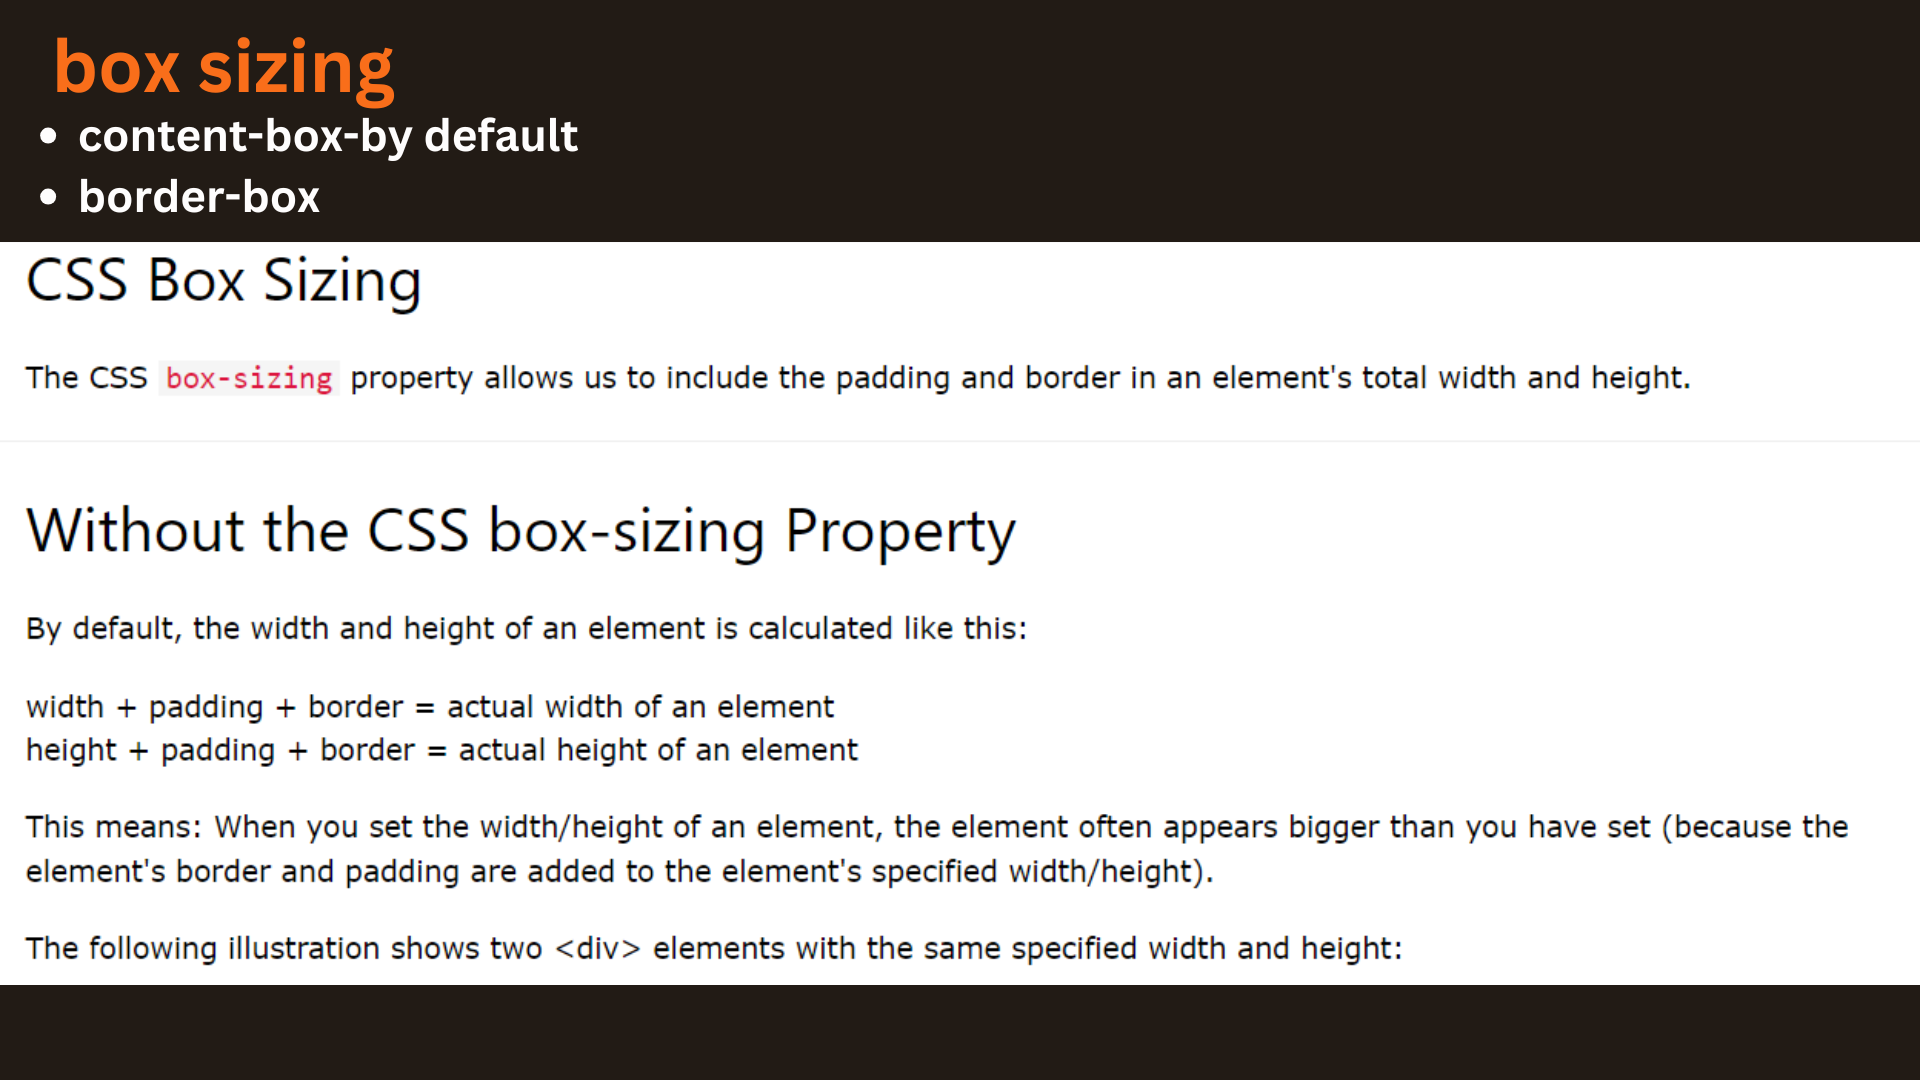 box sizing
• content-box-by default
• border-box
CSS Box Sizing
The CSS box-sizing property allows us to include the padding and border in an element's total width and height.
Without the CSS box-sizing Property
By default, the width and height of an element is calculated like this:
width + padding + border = actual width of an element
height + padding + border = actual height of an element
This means: When you set the width/height of an element, the element often appears bigger than you have set (because the
element's border and padding are added to the element's specified width/height).
The following illustration shows two <div> elements with the same specified width and height: